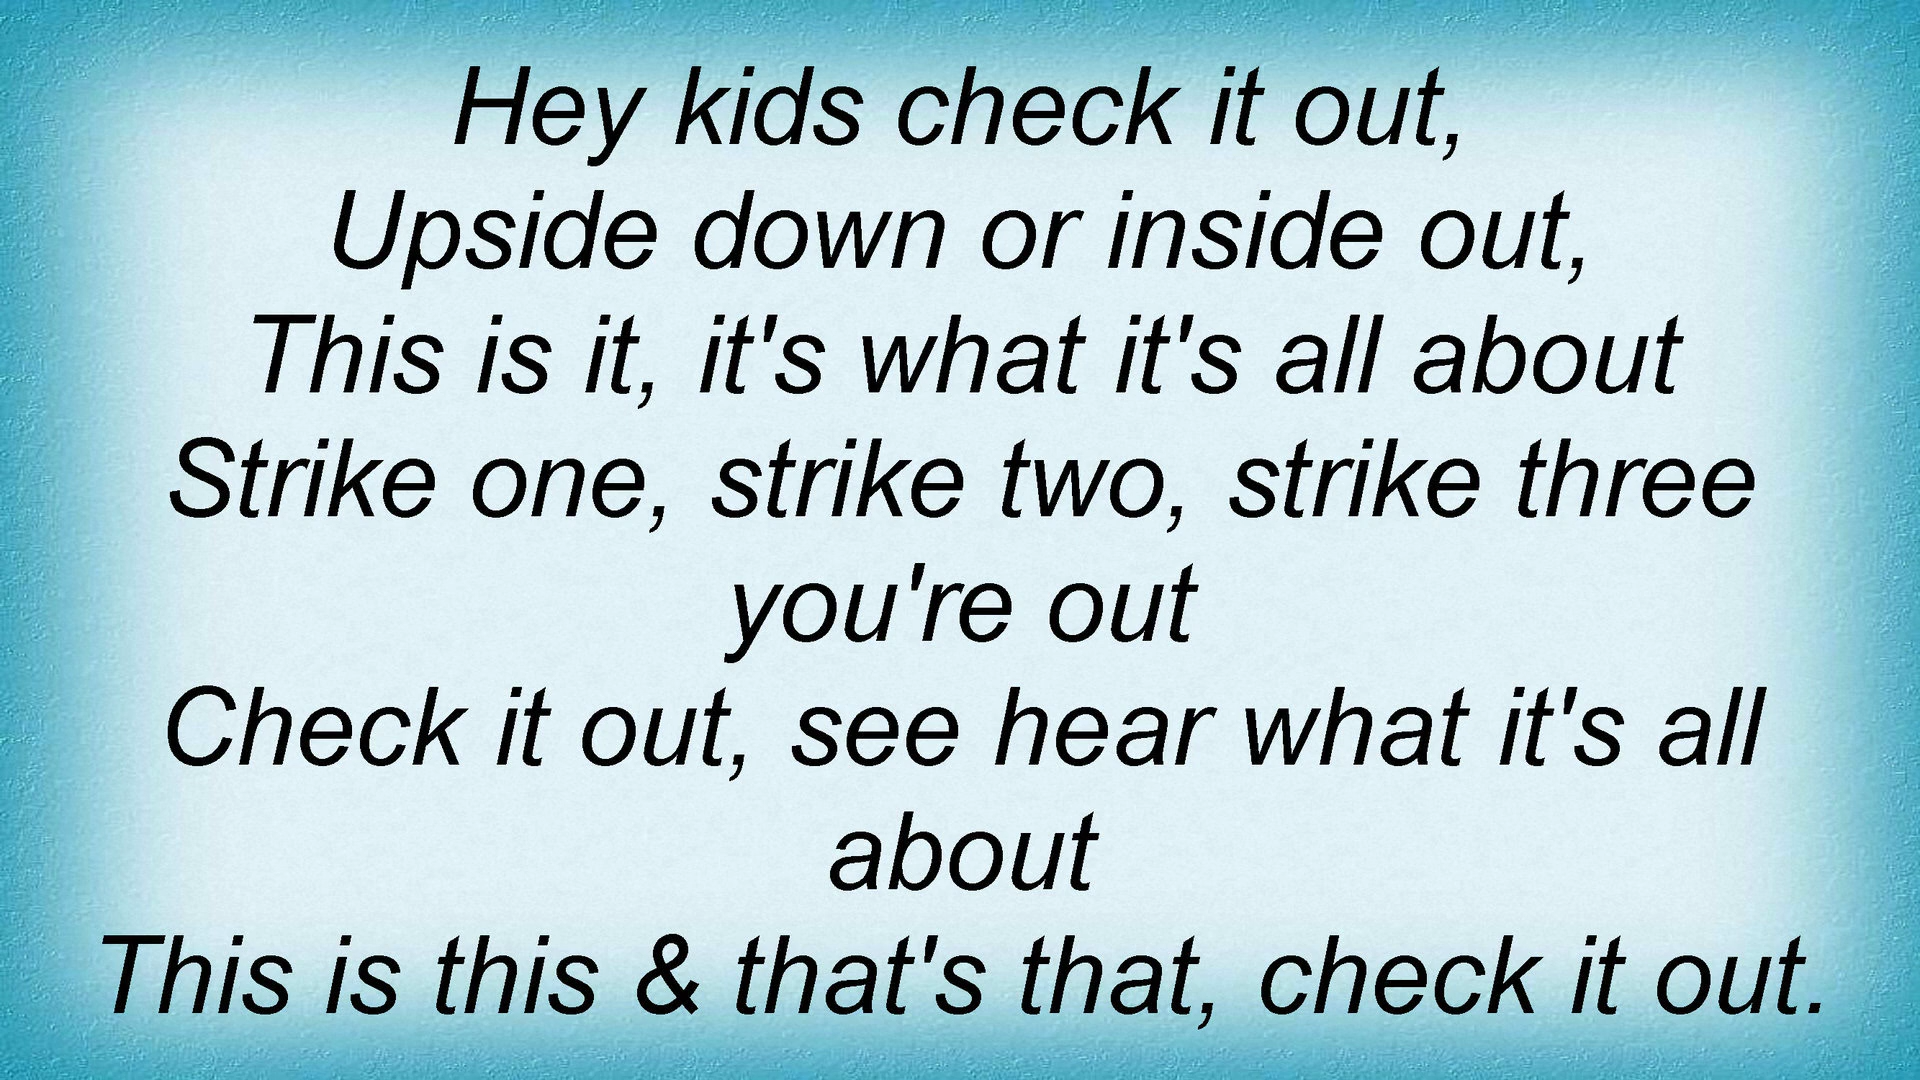 Hey kids check it out,
Upside down or inside out,
This is it, it's what it's all about
Strike one, strike two, strike three
you're out
Check it out, see hear what it's all
about
This is this & that's that, check it out.